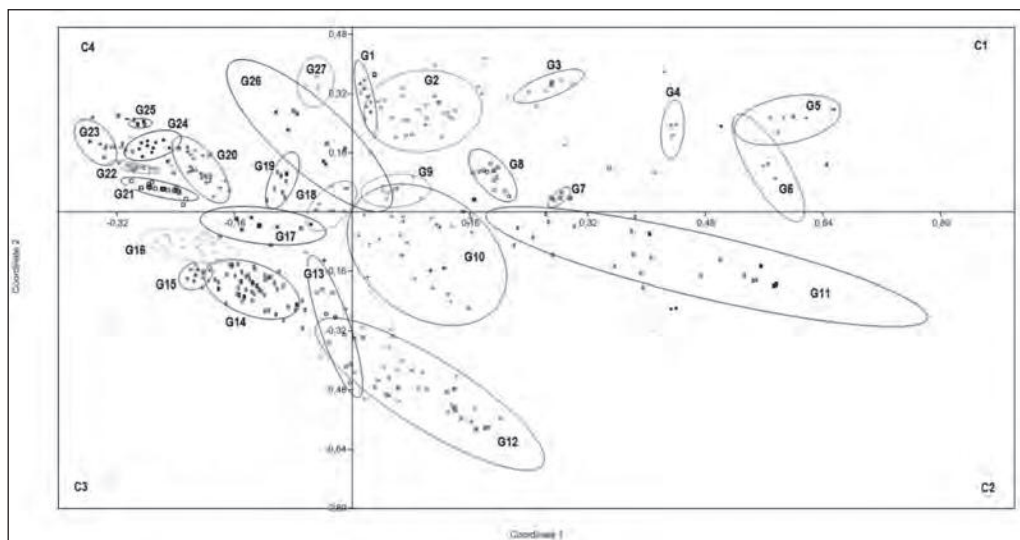 C4
C1
0,48
G1
G3
G27
G2
G26
0,32
G4
G5
G25
G24
G23
G20
0,16
G19
G8
G9
G22
G6
G21
G18
G7
-0,32
-0,16
0,16
0,32
0,48
0,64
0,80
G17
G16
G10
-0,16
G13
G15
G11
G14
-0,32
-0,48
G12
-0,64
C3
C2
-0,80
Coordinate 2
Coordinate 1